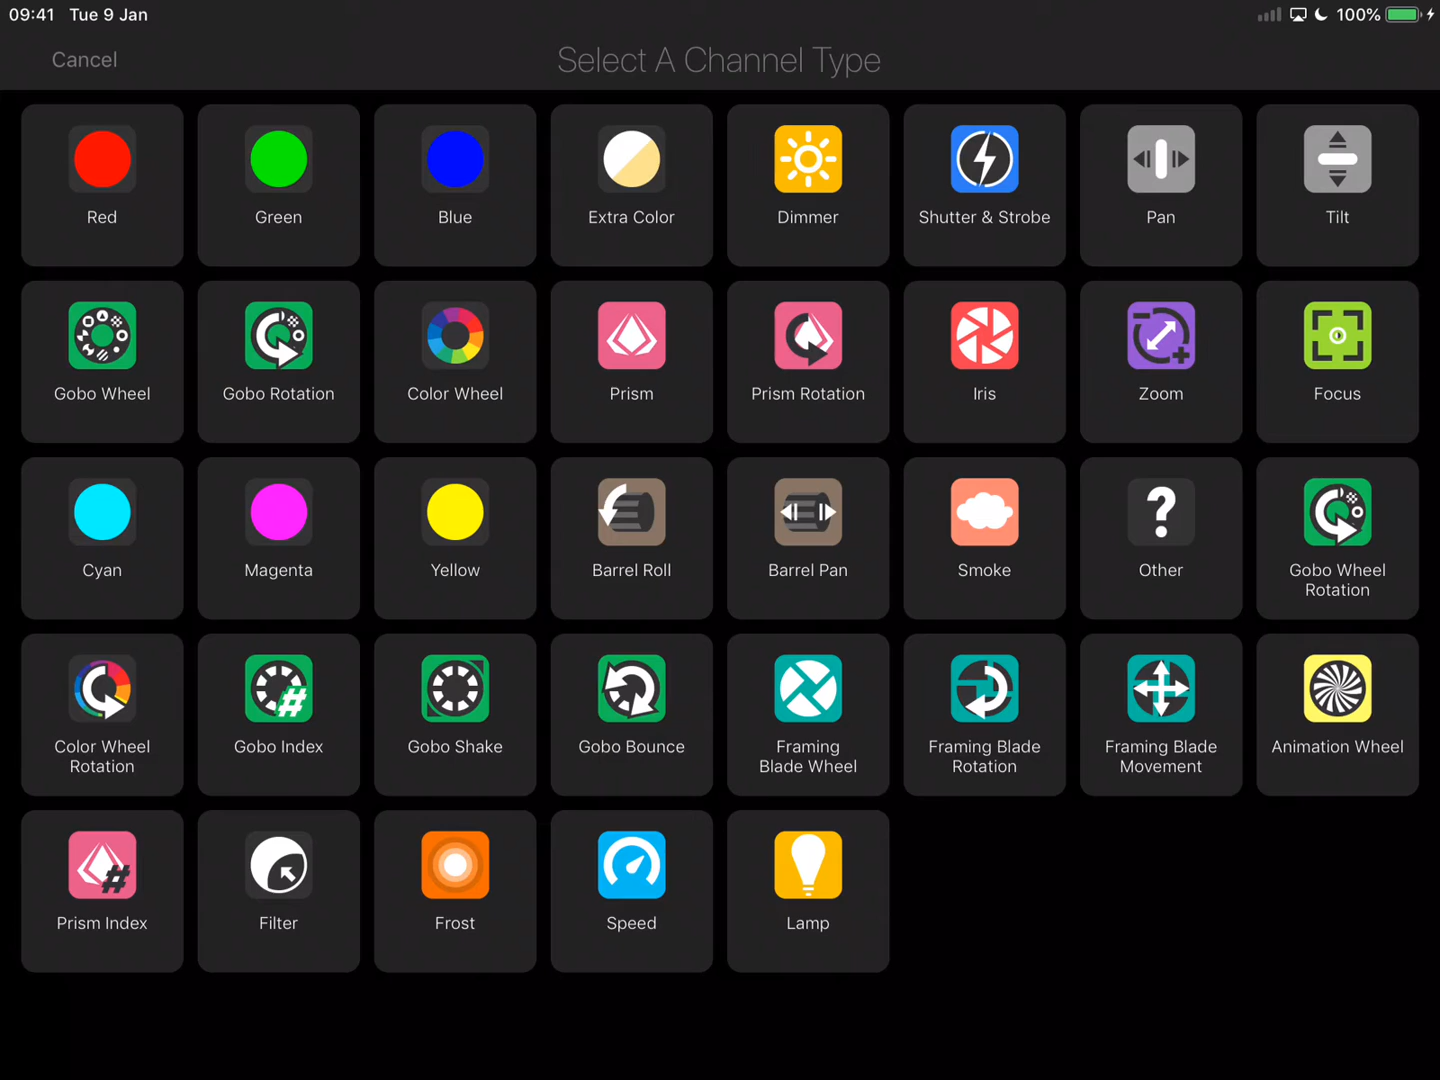 09:41 Tue 9 Jan 100%
Cancel Select A Channel Type
Red Green Blue Extra Color Dimmer Shutter & Strobe Pan Tilt
Gobo Wheel Gobo Rotation Color Wheel Prism Prism Rotation Iris Zoom Focus
Cyan Magenta Yellow Barrel Roll Barrel Pan Smoke Other Gobo Wheel
Rotation
Color Wheel Gobo Index Gobo Shake Gobo Bounce Framing Framing Blade Framing Blade Animation Wheel
Rotation Blade Wheel Rotation Movement
Prism Index Filter Frost Speed Lamp